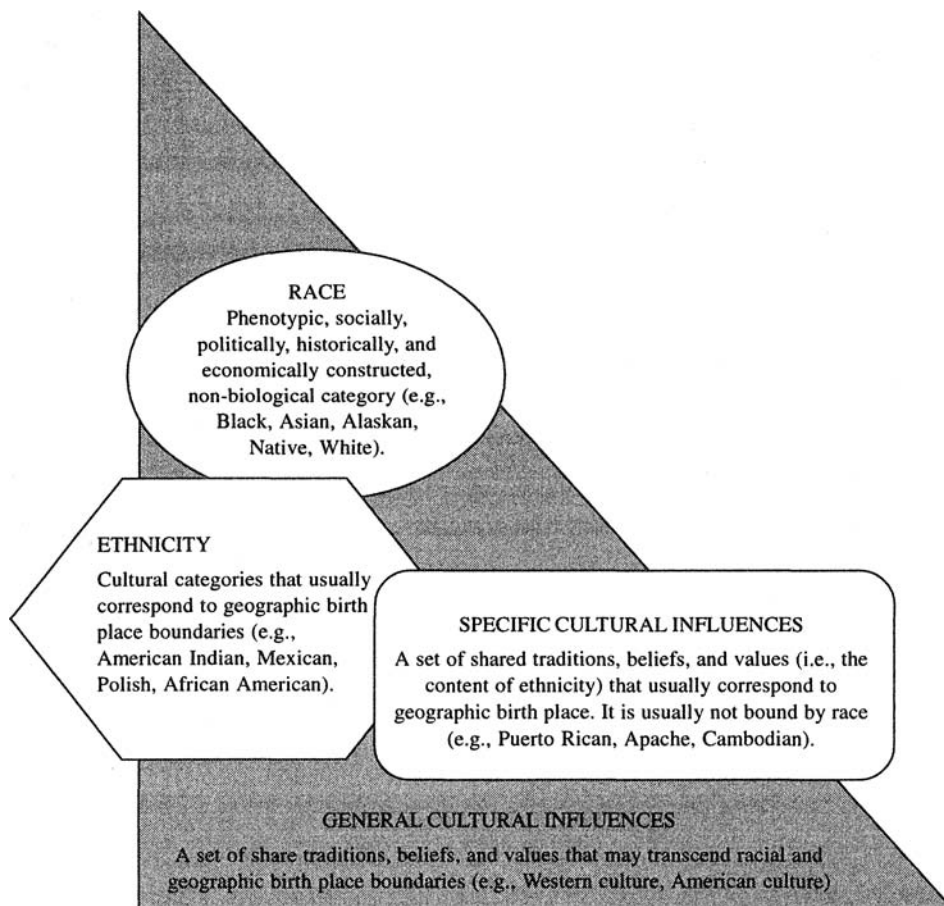 RACE
Phenotypic, socially,
politically, historically, and
economically constructed,
non-biological category (e.g.,
Black, Asian, Alaskan,
Native, White).
ETHNICITY
Cultural categories that usually
correspond to geographic birth
place boundaries (e.g.,
American Indian, Mexican,
Polish, African American).
SPECIFIC CULTURAL INFLUENCES
A set of shared traditions, beliefs, and values (i.e., the
content of ethnicity) that usually correspond to
geographic birth place. It is usually not bound by race
(e.g., Puerto Rican, Apache, Cambodian).
GENERAL CULTURAL INFLUENCES
A set of share traditions, beliefs, and values that may transcend racial and
geographic birth place boundaries (e.g., Western culture, American culture)